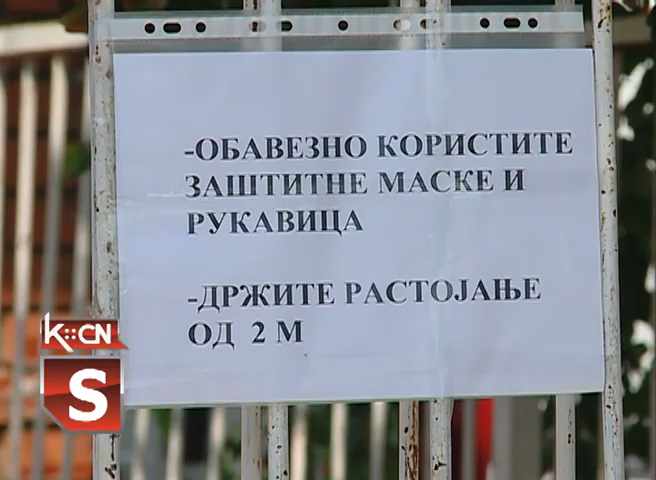 -ОБАВЕЗНО КОРИСТИТЕ
ЗАШТИТНЕ МАСКЕ И
РУКАВИЦА
-ДРЖИТЕ РАСТОЈАЊЕ
ОД 2 М
K::CN
S